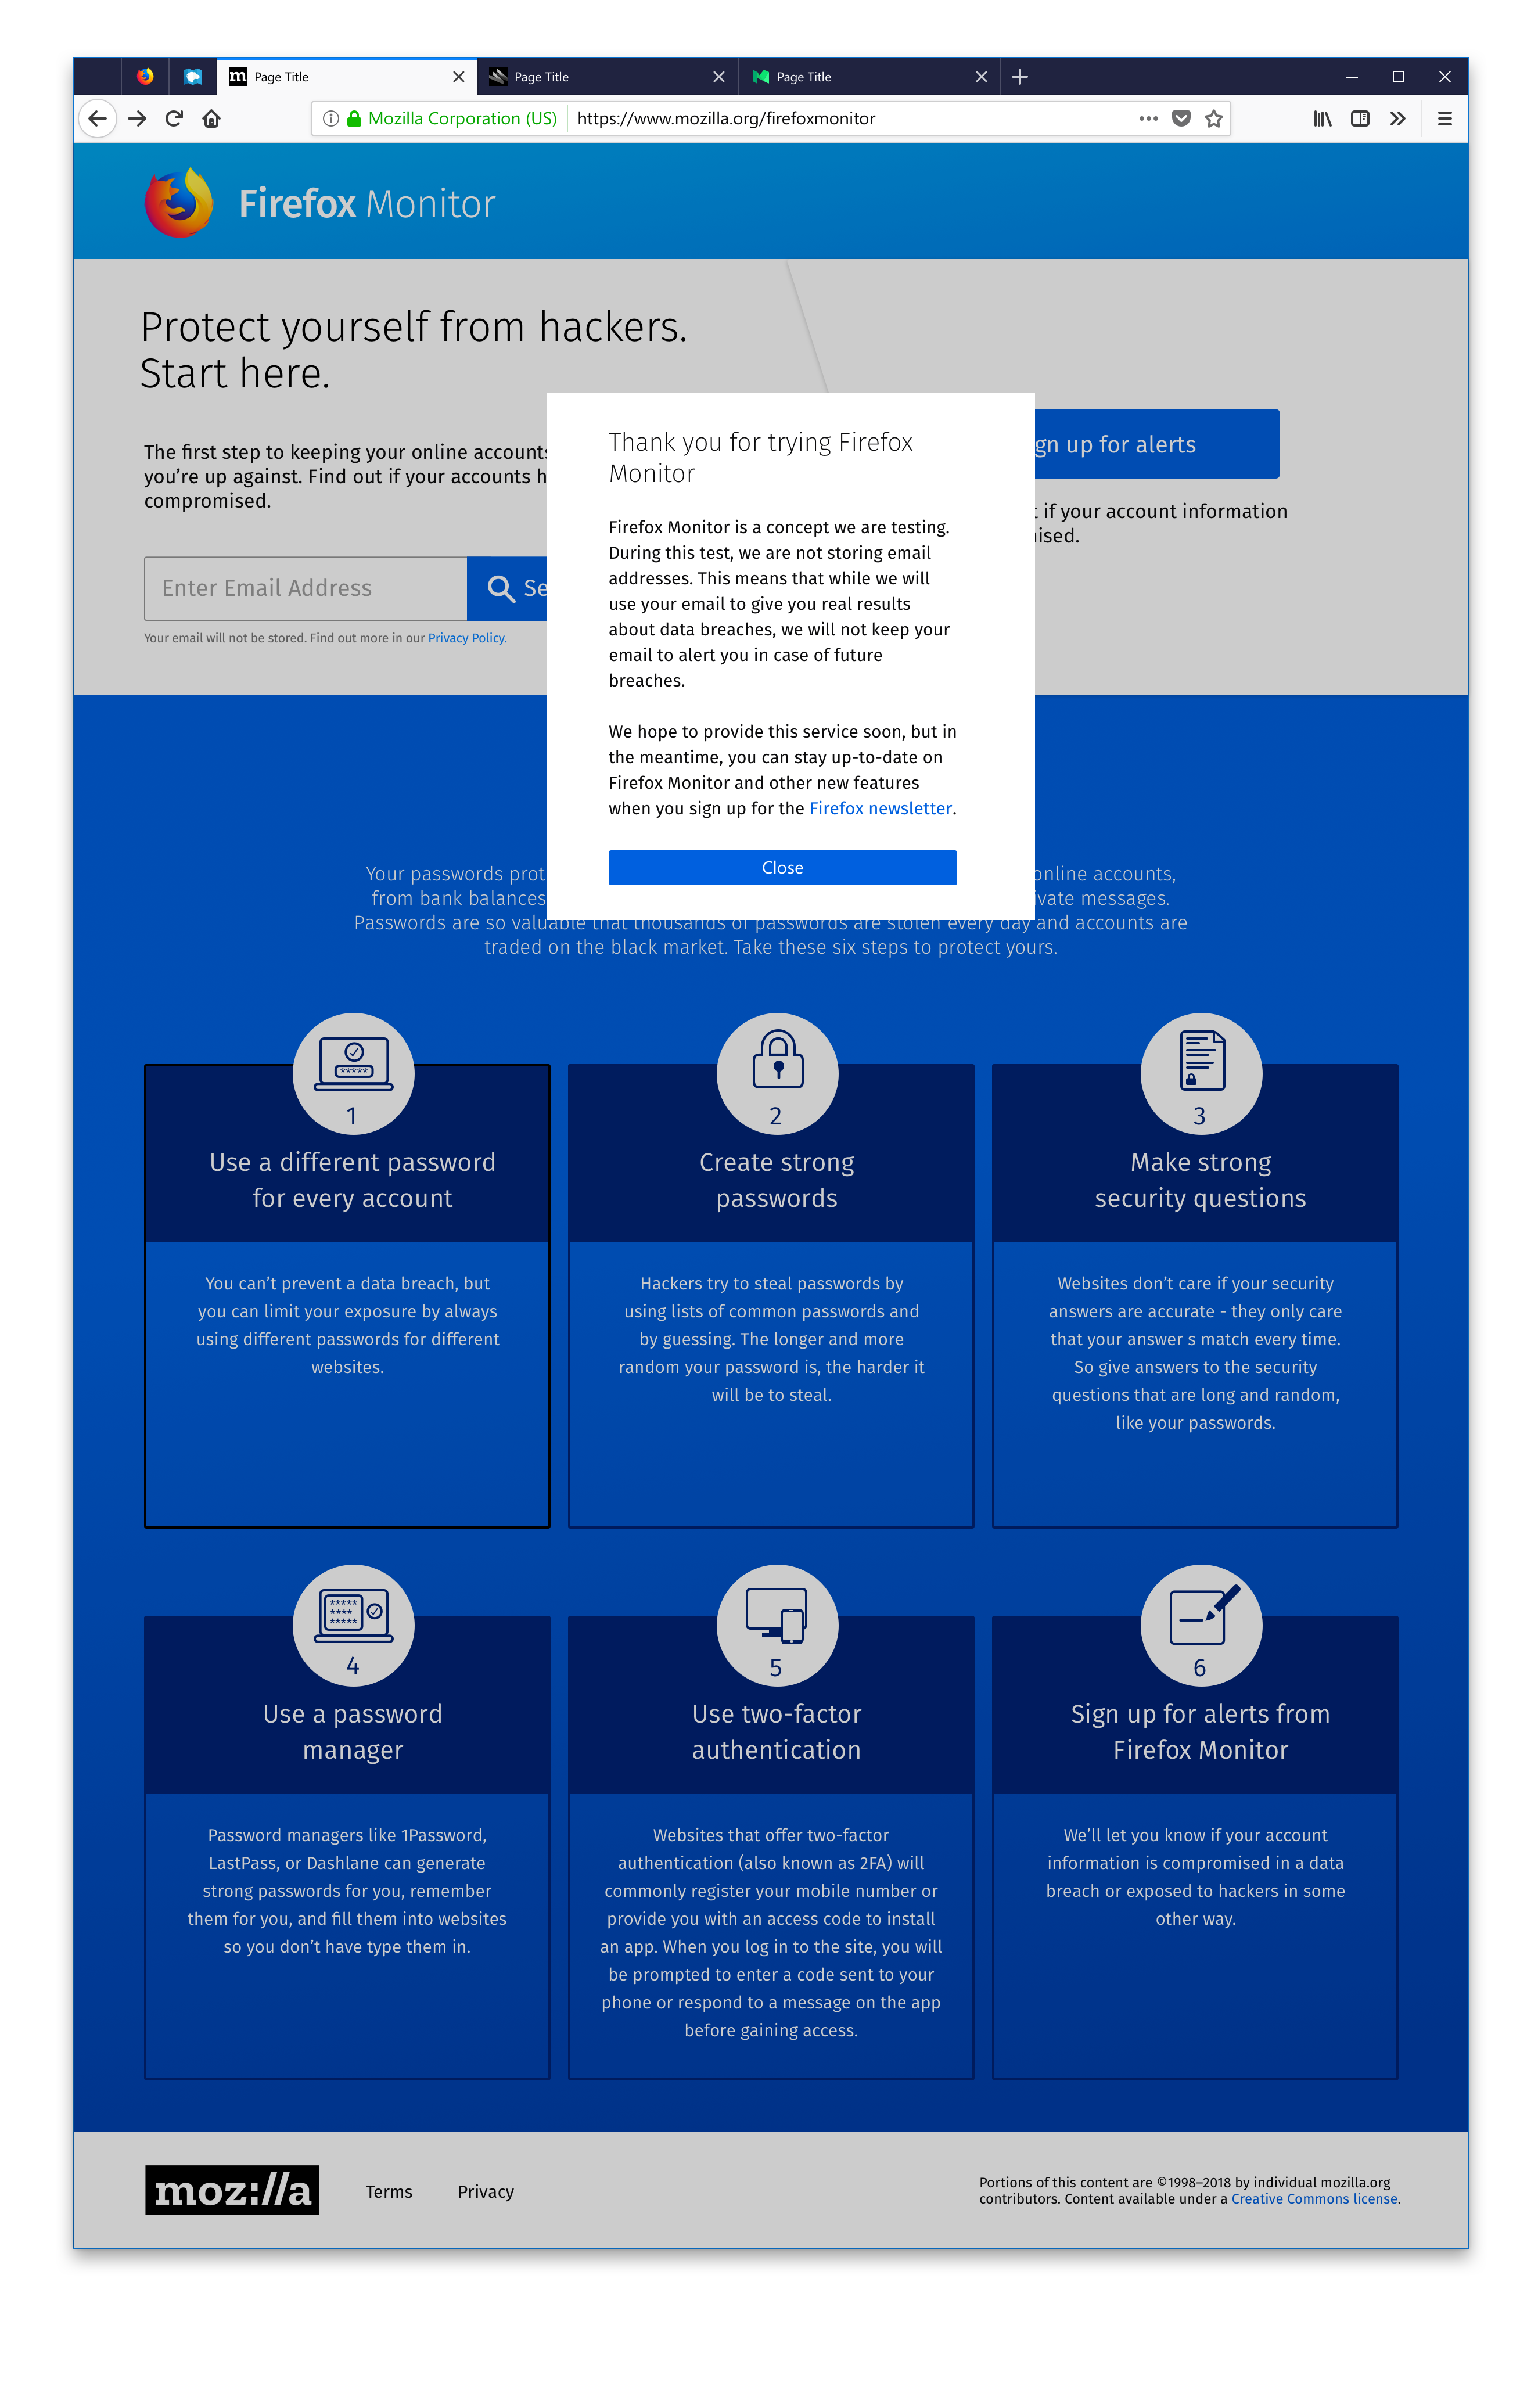 Page Title
Page Title
Page Title
Mozilla Corporation (US)
https://www.mozilla.org/firefoxmonitor
Firefox Monitor
Protect yourself from hackers.
Start here.
The first step to keeping your online accounts
you're up against. Find out if your accounts
compromised.
Enter Email Address
Your email will not be stored. Find out more in our Privacy Policy.
up for alerts
if your account information
Thank you for trying Firefox
Monitor
Firefox Monitor is a concept we are testing.
During this test, we are not storing email
addresses. This means that while we will
use your email to give you real results
about data breaches, we will not keep your
email to alert you in case of future
breaches.
We hope to provide this service soon, but in
the meantime, you can stay up-to-date on
Firefox Monitor and other new features
when you sign up for the Firefox newsletter.
Close
Your passwords online accounts,
from bank balances messages.
Passwords are so valuable that thousands of passwords are stolen every day and accounts are
traded on the black market. Take these six steps to protect yours.
1
Use a different password
for every account
You can't prevent a data breach, but
you can limit your exposure by always
using different passwords for different
websites.
2
Create strong
passwords
Hackers try to steal passwords by
using lists of common passwords and
by guessing. The longer and more
random your password is, the harder it
will be to steal.
3
Make strong
security questions
Websites don't care if your security
answers are accurate - they only care
that your answer s match every time.
So give answers to the security
questions that are long and random,
like your passwords.
4
Use a password
manager
Password managers like 1Password,
LastPass, or Dashlane can generate
strong passwords for you, remember
them for you, and fill them into websites
so you don't have type them in.
5
Use two-factor
authentication
Websites that offer two-factor
authentication (also known as 2FA) will
commonly register your mobile number or
provide you with an access code to install
an app. When you log in to the site, you will
be prompted to enter a code sent to your
phone or respond to a message on the app
before gaining access.
6
Sign up for alerts from
Firefox Monitor
We'll let you know if your account
information is compromised in a data
breach or exposed to hackers in some
other way.
moz://a
Terms
Privacy
Portions of this content are ©1998–2018 by individual mozilla.org
contributors. Content available under a Creative Commons license.